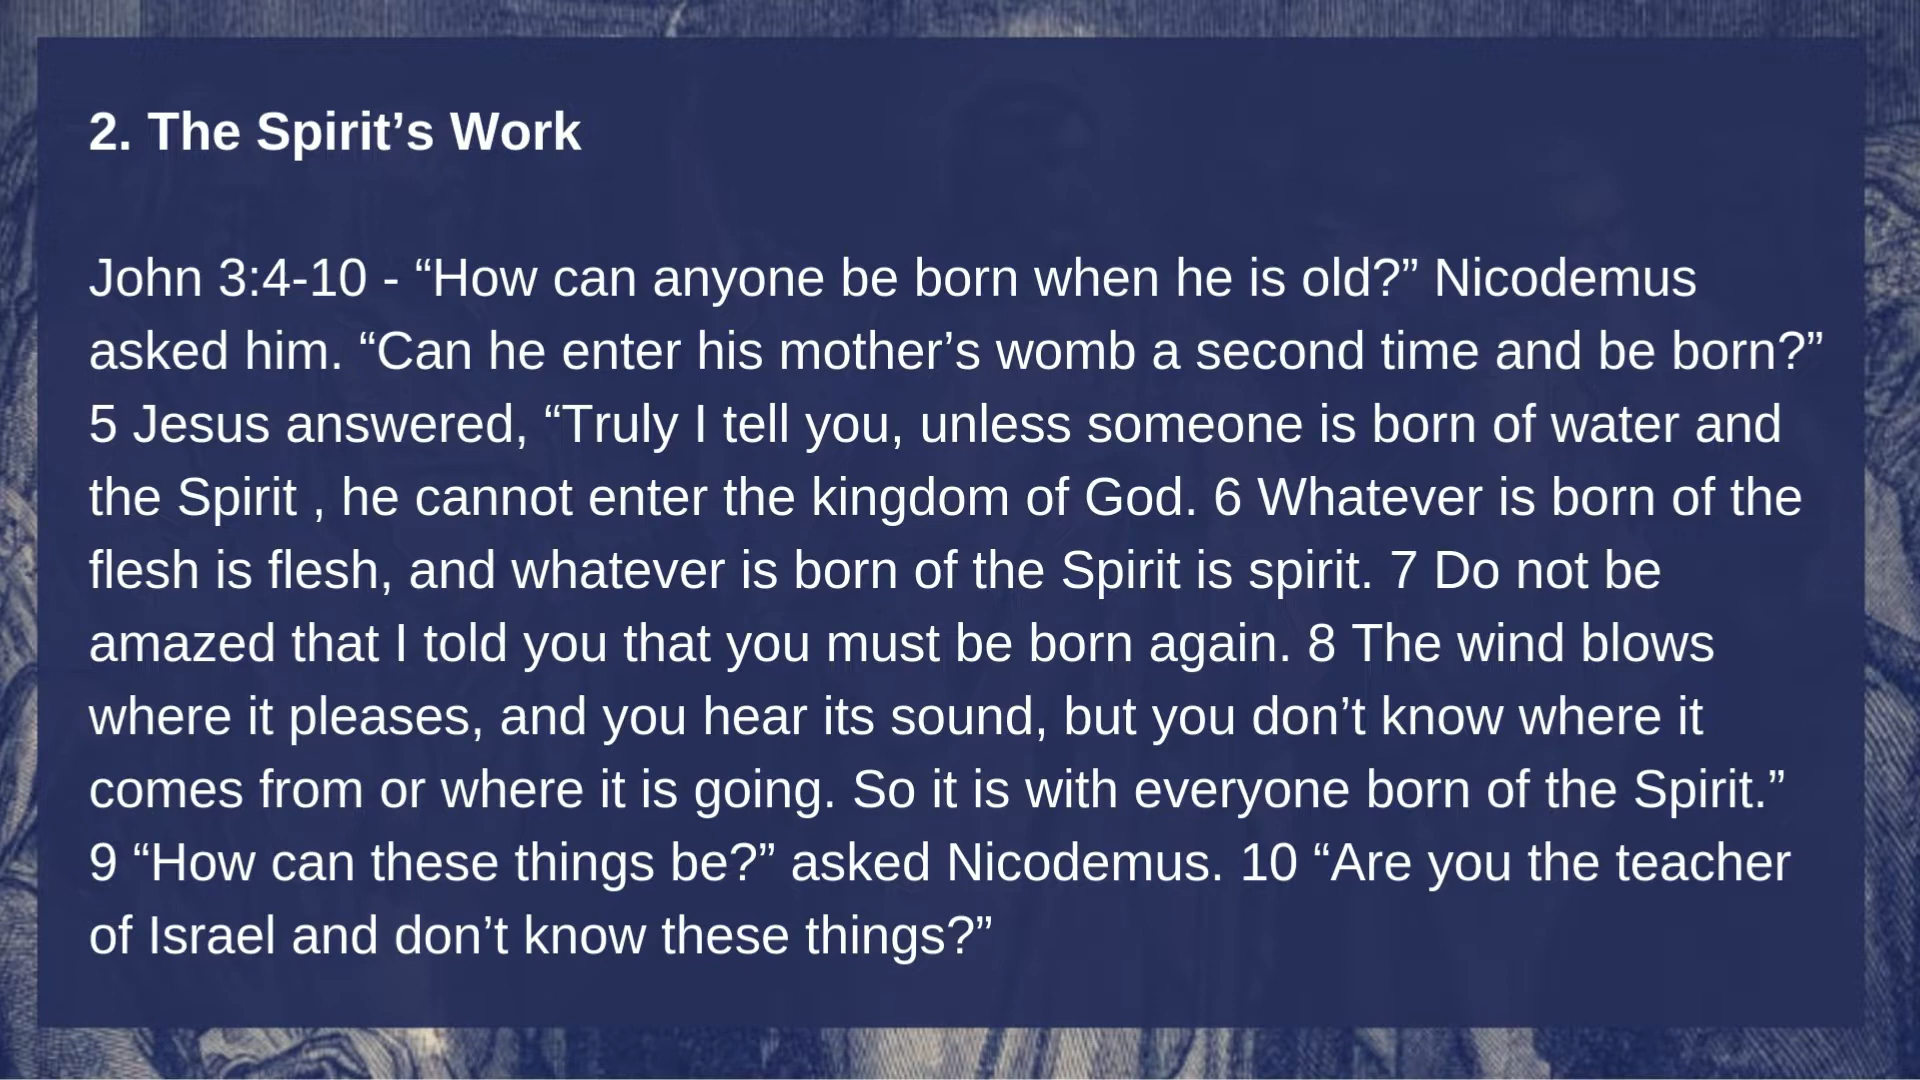 2. The Spirit’s Work
John 3:4-10 - “How can anyone be born when he is old?” Nicodemus
asked him. “Can he enter his mother’s womb a second time and be born?”
5 Jesus answered, “Truly I tell you, unless someone is born of water and
the Spirit , he cannot enter the kingdom of God. 6 Whatever is born of the
flesh is flesh, and whatever is born of the Spirit is spirit. 7 Do not be
amazed that I told you that you must be born again. 8 The wind blows
where it pleases, and you hear its sound, but you don’t know where it
comes from or where it is going. So it is with everyone born of the Spirit.”
9 “How can these things be?” asked Nicodemus. 10 “Are you the teacher
of Israel and don’t know these things?”